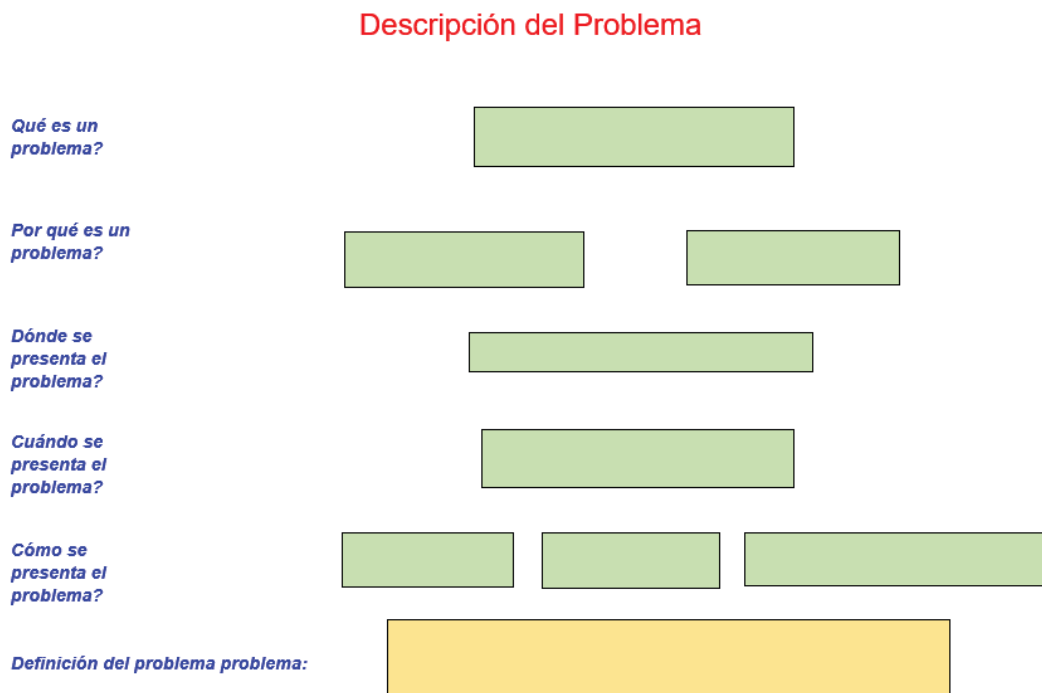 Descripción del Problema
Qué es un
problema?
Por qué es un
problema?
Dónde se
presenta el
problema?
Cuándo se
presenta el
problema?
Cómo se
presenta el
problema?
Definición del problema problema: